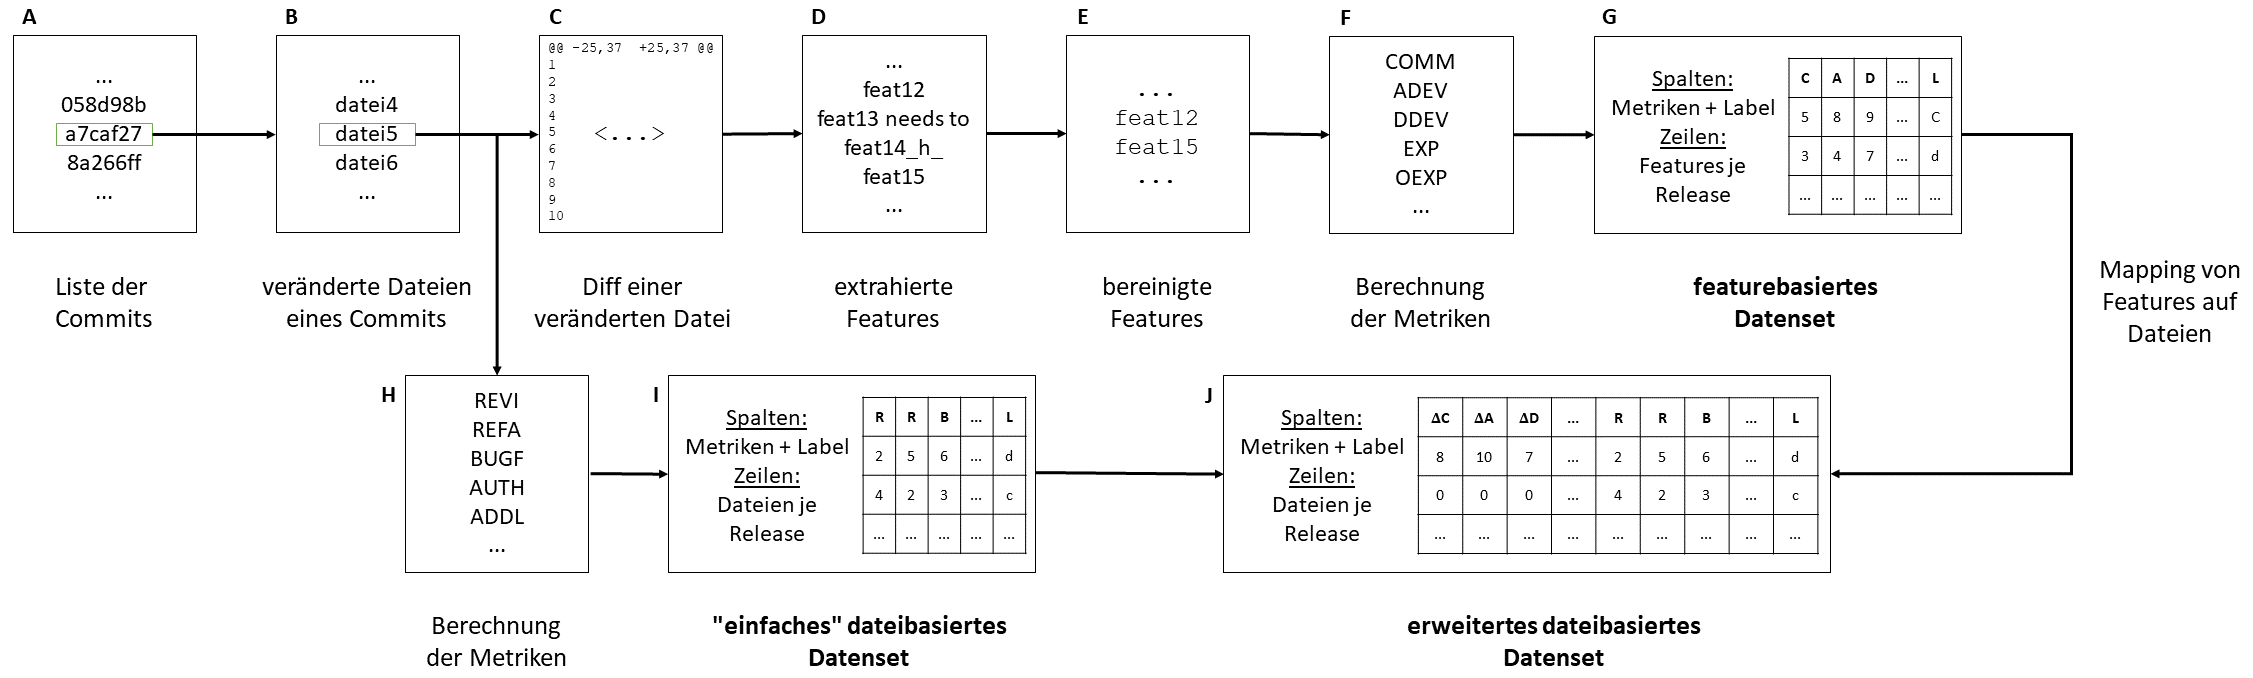 A
...
058d98b
a7caf27
8a266ff
...
Liste der
Commits
B
...
datei4
datei5
datei6
...
veränderte Dateien
eines Commits
C
@@ -25,37 +25,37 @@
1
2
3
4
5 <...>
6
7
8
9
10
Diff einer
veränderten Datei
D
...
feat12
feat13 needs to
feat14_h_
feat15
...
extrahierte
Features
E
...
feat12
feat15
...
bereinigte
Features
F
COMM
ADEV
DDEV
EXP
OEXP
...
Berechnung
der Metriken
G
Spalten:
Metriken + Label
Zeilen:
Features je
Release
C A D ... L
5 8 9 ... C
3 4 7 ... d
... ... ... ... ...
featurebasiertes
Datenset
Mapping von
Features auf
Dateien
H
REVI
REFA
BUGF
AUTH
ADDL
...
Berechnung
der Metriken
I
Spalten:
Metriken + Label
Zeilen:
Dateien je
Release
R R B ... L
2 5 6 ... d
4 2 3 ... c
... ... ... ... ...
"einfaches" dateibasiertes
Datenset
J
Spalten:
Metriken + Label
Zeilen:
Dateien je
Release
ΔC ΔA ΔD ... R R B ... L
8 10 7 ... 2 5 6 ... d
0 0 0 ... 4 2 3 ... c
... ... ... ... ... ... ... ... ...
erweitertes dateibasiertes
Datenset